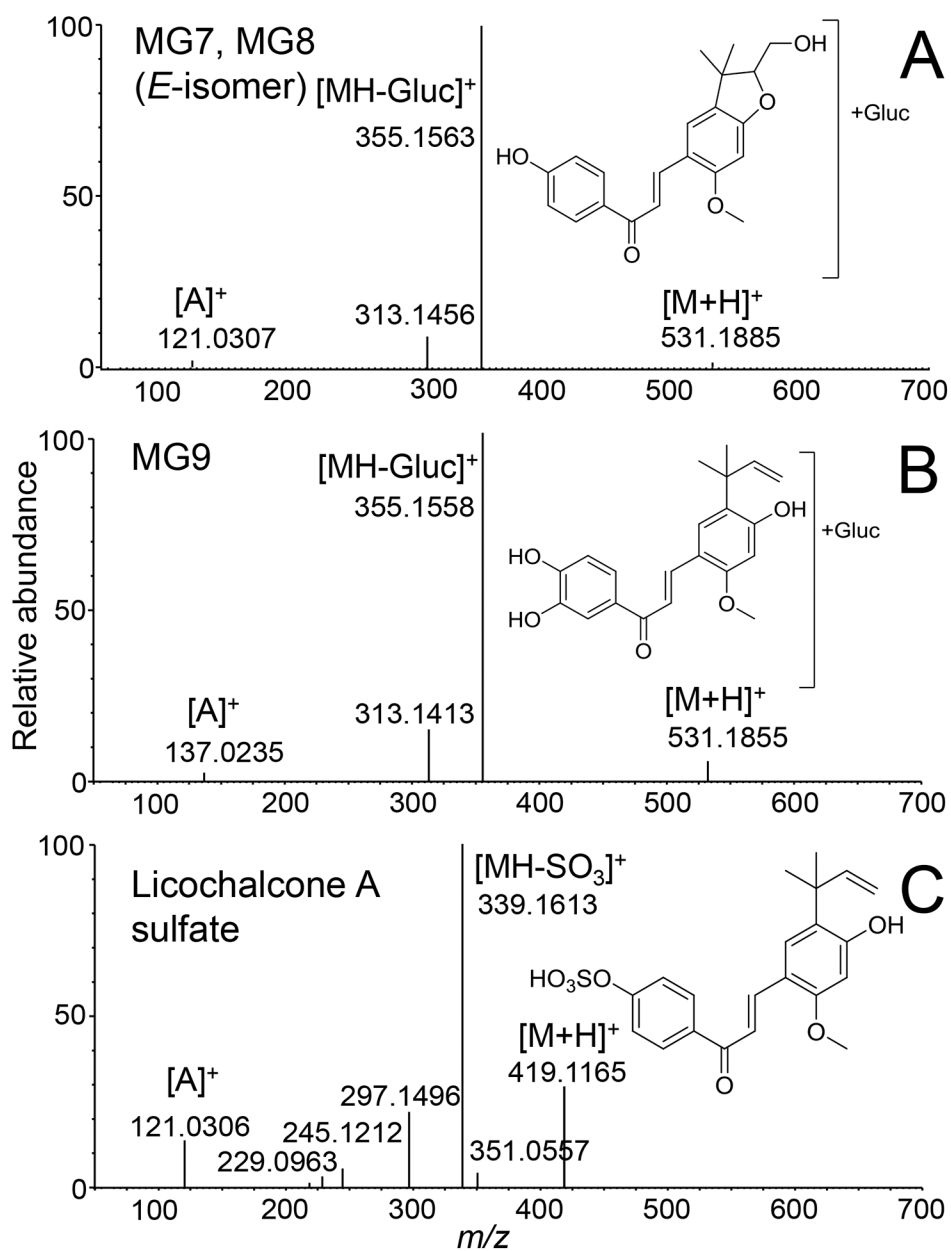 100
MG7, MG8
(E-isomer)
[MH-Gluc]+
355.1563
OH
A
O
+Gluc
HO
50
O
O
[A]+
121.0307
313.1456
[M+H]+
531.1885
0
100 200 300 400 500 600 700
Relative abundance
100
MG9
[MH-Gluc]+
355.1558
B
OH
+Gluc
HO
HO
50
O
O
[A]+
137.0235
313.1413
[M+H]+
531.1855
0
100 200 300 400 500 600 700
100
Licochalcone A
sulfate
[MH-SO3]+
339.1613
C
OH
HO3SO
50
O
O
[M+H]+
419.1165
[A]+
121.0306
297.1496
245.1212
229.0963
351.0557
0
100 200 300 400 500 600 700
m/z